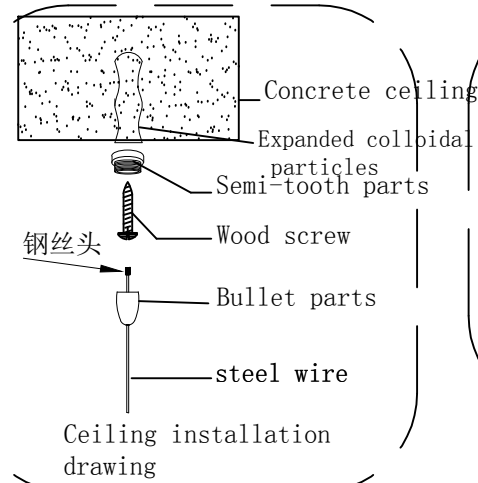 Concrete ceiling
Expanded colloidal
particles
Semi-tooth parts
Wood screw
钢丝头
Bullet parts
steel wire
Ceiling installation
drawing